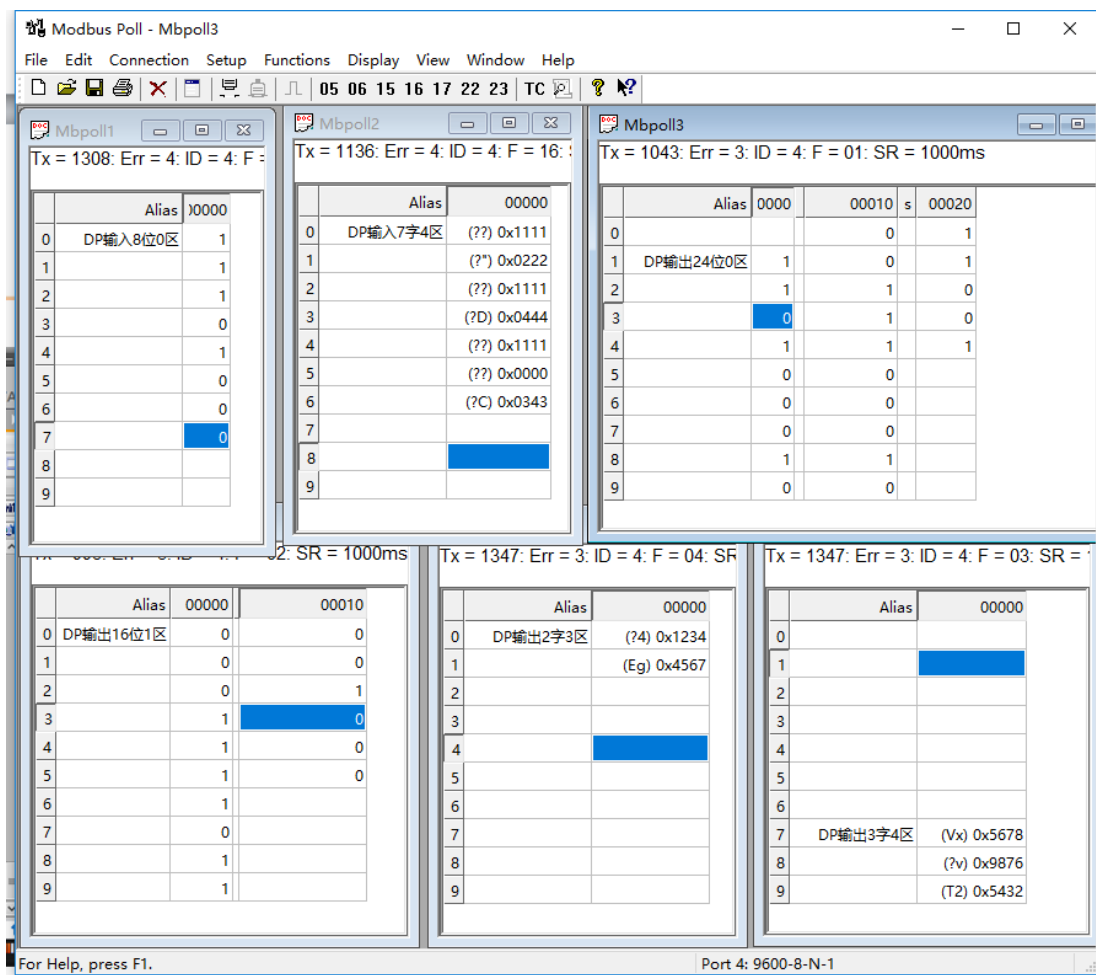 Modbus Poll - Mbpoll3
File Edit Connection Setup Functions Display View Window Help
05 06 15 16 17 22 23 TC
Mbpoll1
Tx = 1308: Err = 4: ID = 4: F =
Alias 00000
0 DP输入8位0区 1
1 1
2 1
3 0
4 1
5 0
6 0
7 0
8
9
Mbpoll2
Tx = 1136: Err = 4: ID = 4: F = 16:
Alias 00000
0 DP输入7字4区 (??) 0x1111
1 (?") 0x0222
2 (??) 0x1111
3 (?D) 0x0444
4 (??) 0x1111
5 (??) 0x0000
6 (?C) 0x0343
7
8
9
Mbpoll3
Tx = 1043: Err = 3: ID = 4: F = 01: SR = 1000ms
Alias 0000 00010 s 00020
0 0 1
1 DP输出24位0区 1 0 1
2 1 1 0
3 0 1 0
4 1 1 1
5 0 0
6 0 0
7 0 0
8 1 1
9 0 0
02: SR = 1000ms
Alias 00000 00010
0 DP输出16位1区 0 0
1 0 0
2 0 1
3 1 0
4 1 0
5 1 0
6 1
7 0
8 1
9 1
Tx = 1347: Err = 3: ID = 4: F = 04: SR
Alias 00000
0 DP输出2字3区 (?4) 0x1234
1 (Eg) 0x4567
2
3
4
5
6
7
8
9
Tx = 1347: Err = 3: ID = 4: F = 03: SR =
Alias 00000
0
1
2
3
4
5
6
7 DP输出3字4区 (Vx) 0x5678
8 (?v) 0x9876
9 (T2) 0x5432
For Help, press F1.
Port 4: 9600-8-N-1